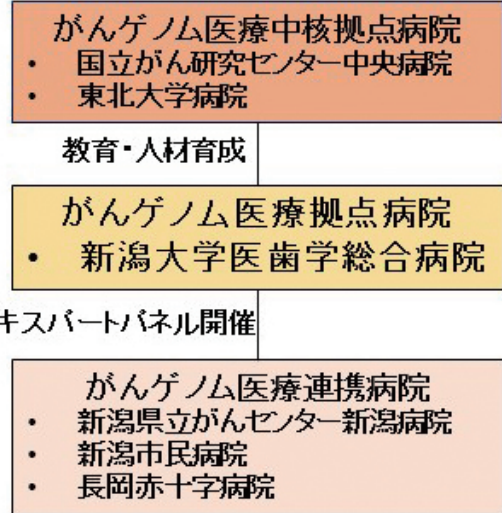 がんゲノム医療中核拠点病院
・ 国立がん研究センター中央病院
・ 東北大学病院
教育・人材育成
がんゲノム医療拠点病院
・ 新潟大学医歯学総合病院
キスパートパネル開催
がんゲノム医療連携病院
・ 新潟県立がんセンター新潟病院
・ 新潟市民病院
・ 長岡赤十字病院